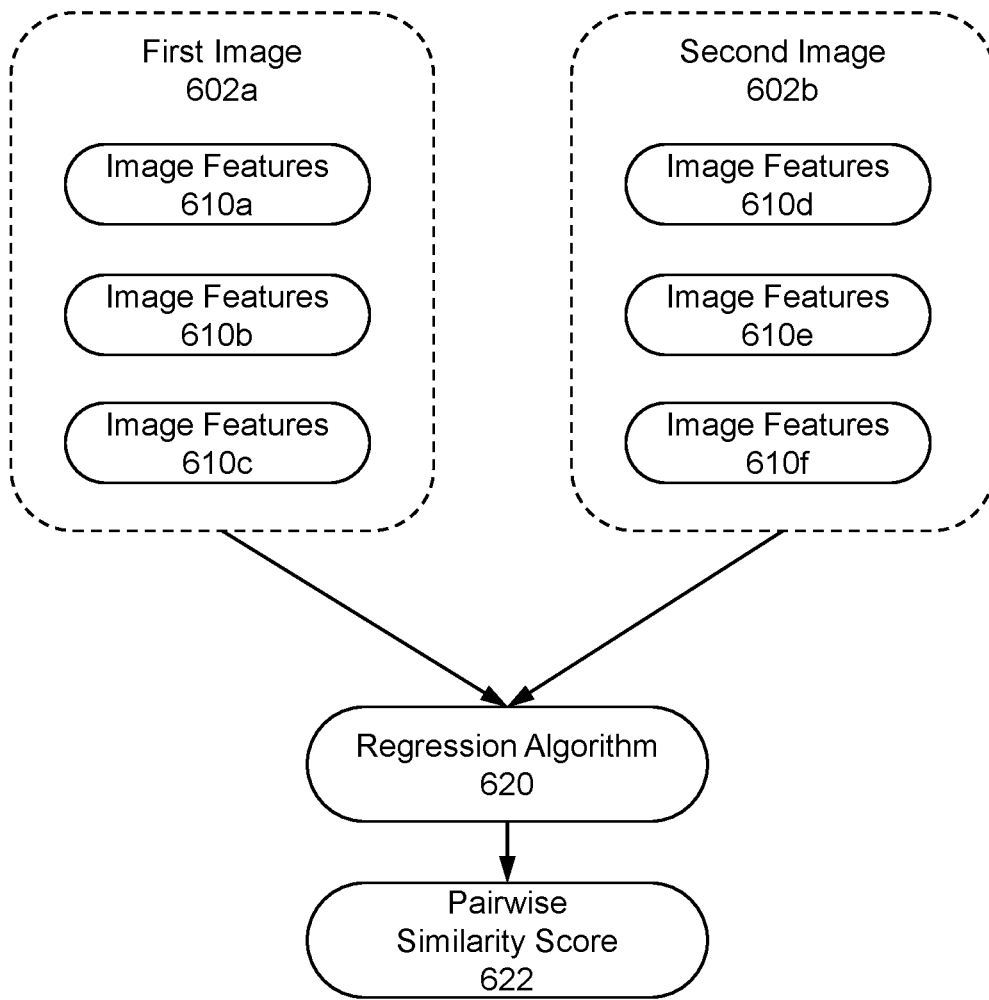 First Image
602a
Image Features
610a
Image Features
610b
Image Features
610c
Second Image
602b
Image Features
610d
Image Features
610e
Image Features
610f
Regression Algorithm
620
Pairwise
Similarity Score
622